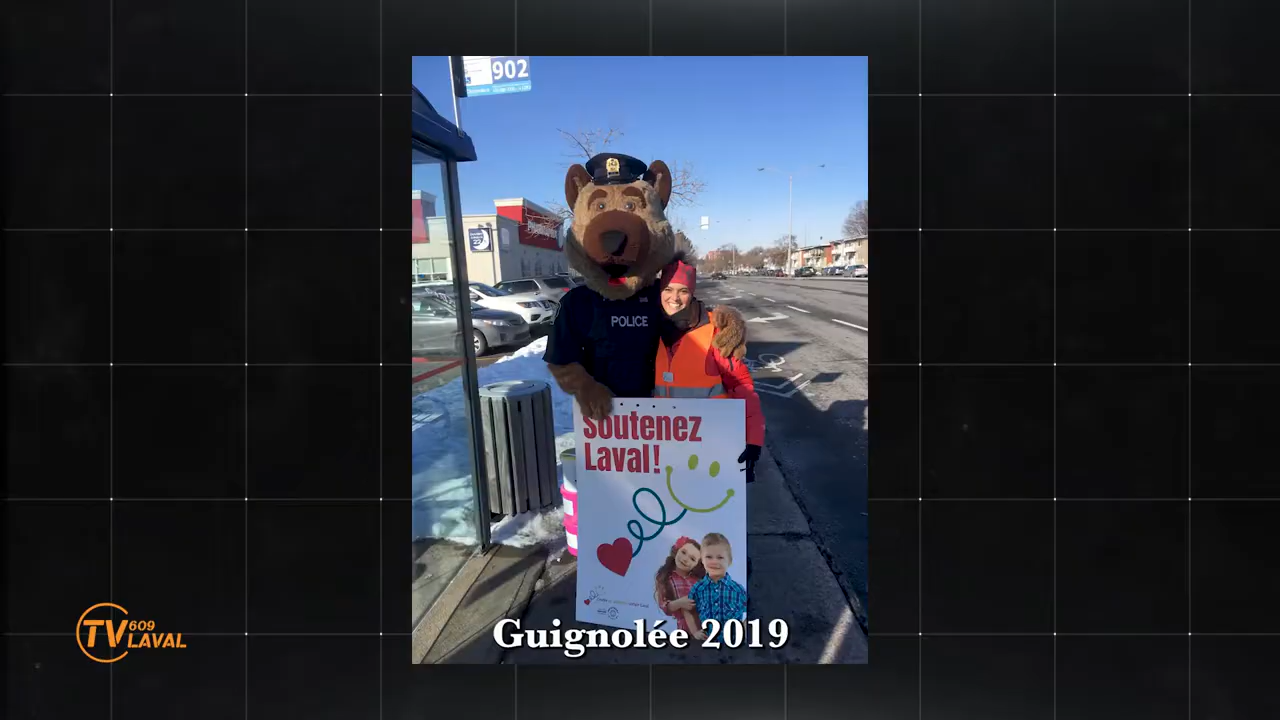 902
POLICE
Soutenez
Laval!
Guignolée 2019
TV 609
LAVAL